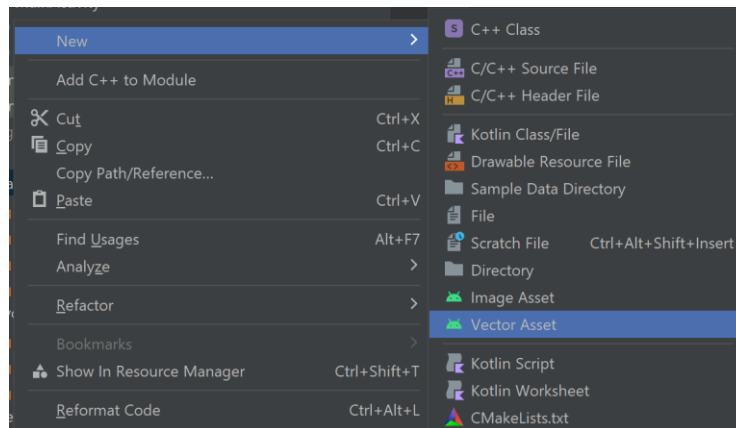 New
Add C++ to Module
Cut Ctrl+X
Copy Ctrl+C
Copy Path/Reference...
Paste Ctrl+V
Find Usages Alt+F7
Analyze
Refactor
Bookmarks
Show In Resource Manager Ctrl+Shift+T
Reformat Code Ctrl+Alt+L
S C++ Class
C++ C/C++ Source File
H C/C++ Header File
Kotlin Class/File
Drawable Resource File
Sample Data Directory
File
Scratch File Ctrl+Alt+Shift+Insert
Directory
Image Asset
Vector Asset
Kotlin Script
Kotlin Worksheet
CMakeLists.txt